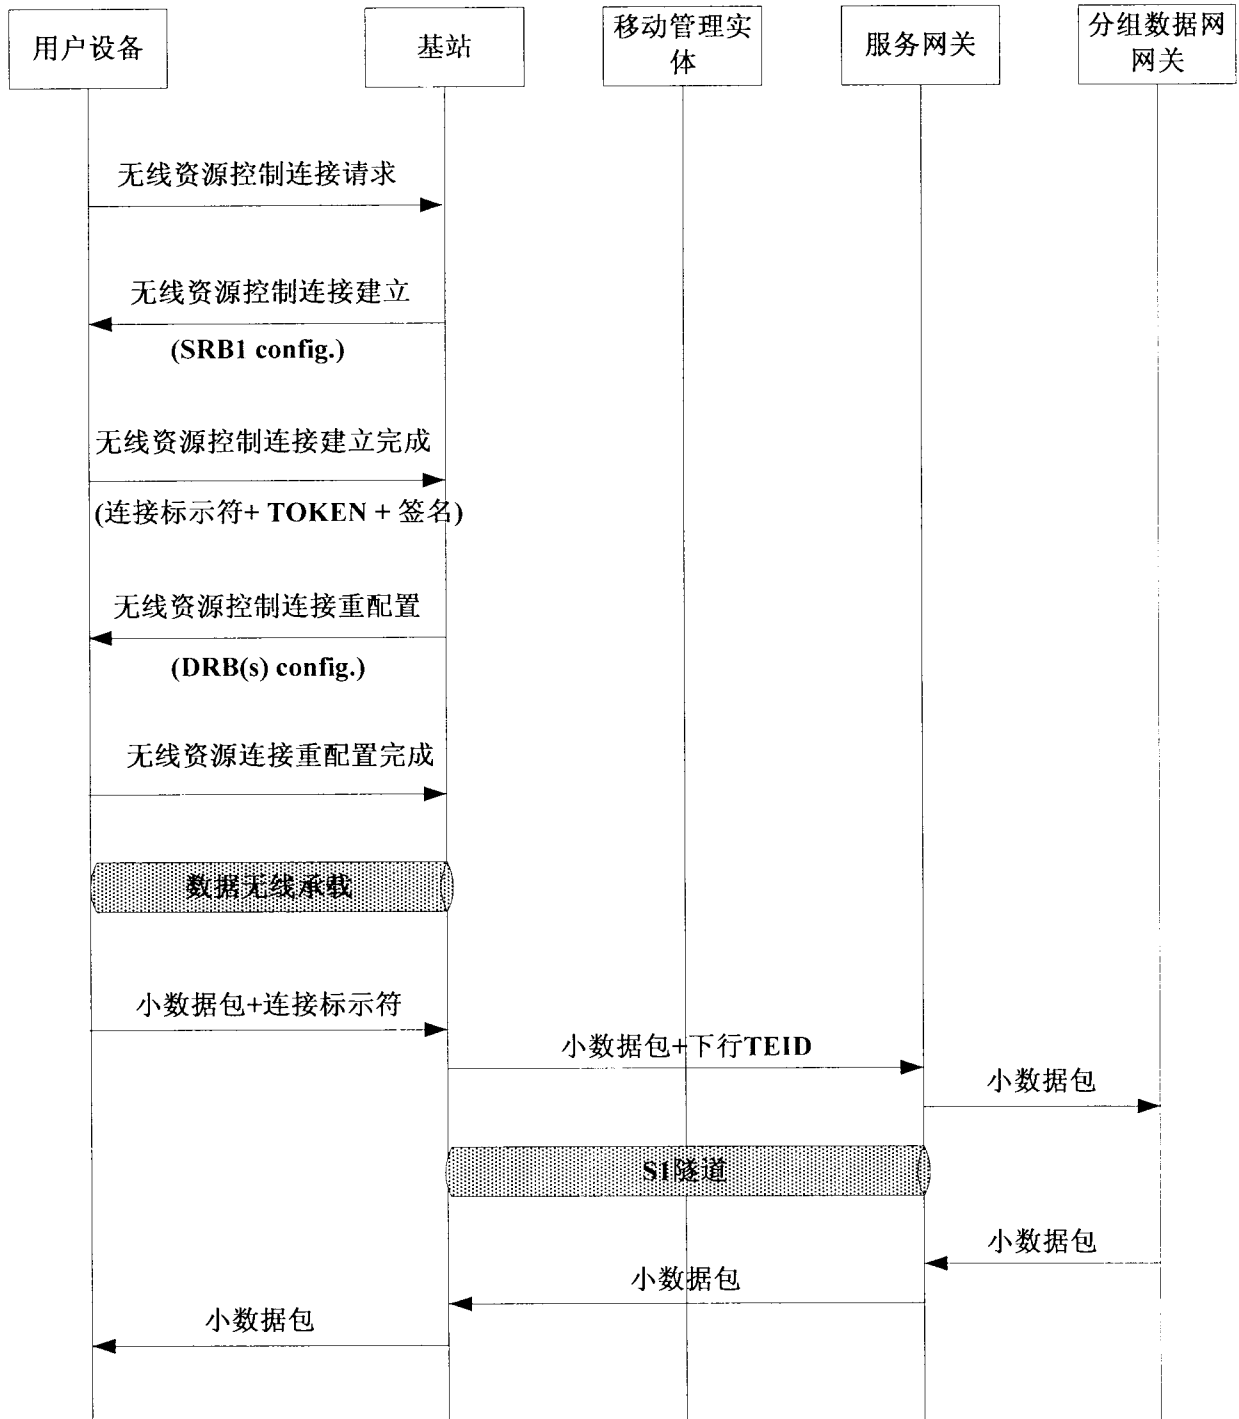 用户设备
基站
移动管理实
体
服务网关
分组数据网
网关
无线资源控制连接请求
无线资源控制连接建立
(SRB1 config.)
无线资源控制连接建立完成
(连接标示符+ TOKEN + 签名)
无线资源控制连接重配置
(DRB(s) config.)
无线资源连接重配置完成
数据无线承载
小数据包+连接标示符
小数据包+下行TEID
小数据包
S1隧道
小数据包
小数据包
小数据包